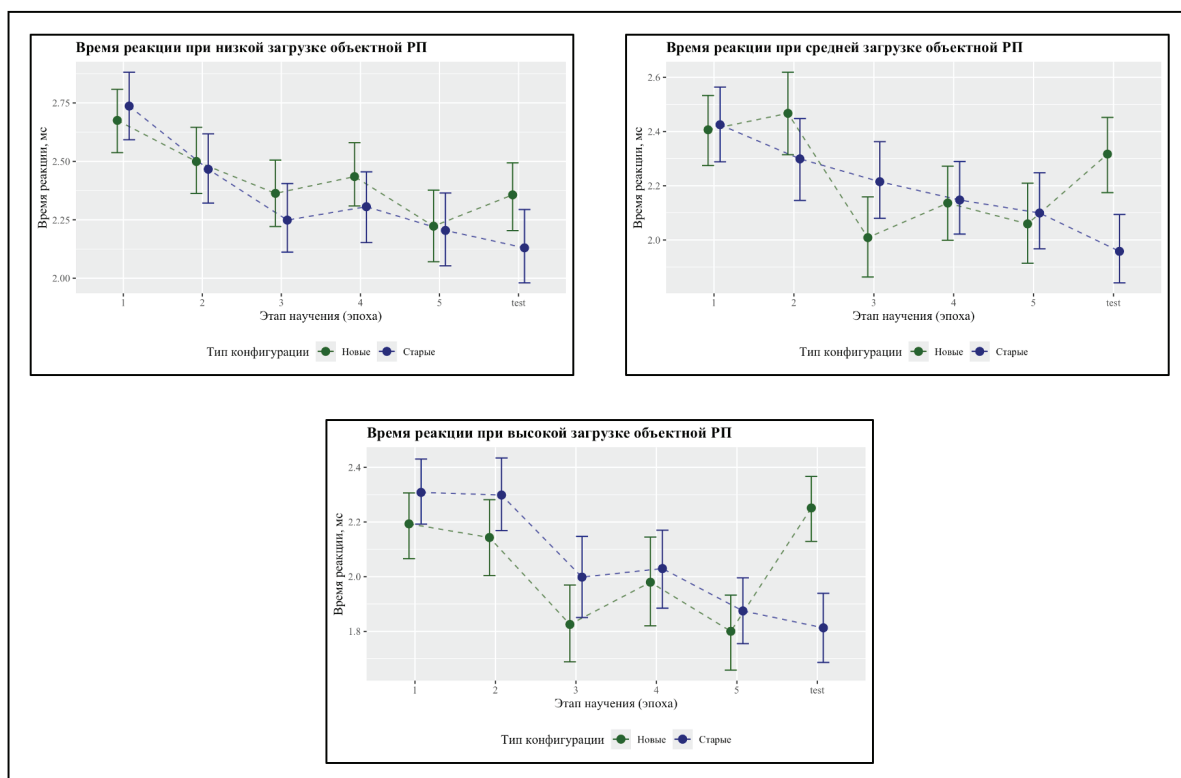 Время реакции при низкой загрузке объектной РП
Время реакции, мс
2.75
2.50
2.25
2.00
1 2 3 4 5 test
Этап научения (эпоха)
Тип конфигурации Новые Старые
Время реакции при средней загрузке объектной РП
Время реакции, мс
2.6
2.4
2.2
2.0
1 2 3 4 5 test
Этап научения (эпоха)
Тип конфигурации Новые Старые
Время реакции при высокой загрузке объектной РП
Время реакции, мс
2.4
2.2
2.0
1.8
1 2 3 4 5 test
Этап научения (эпоха)
Тип конфигурации Новые Старые